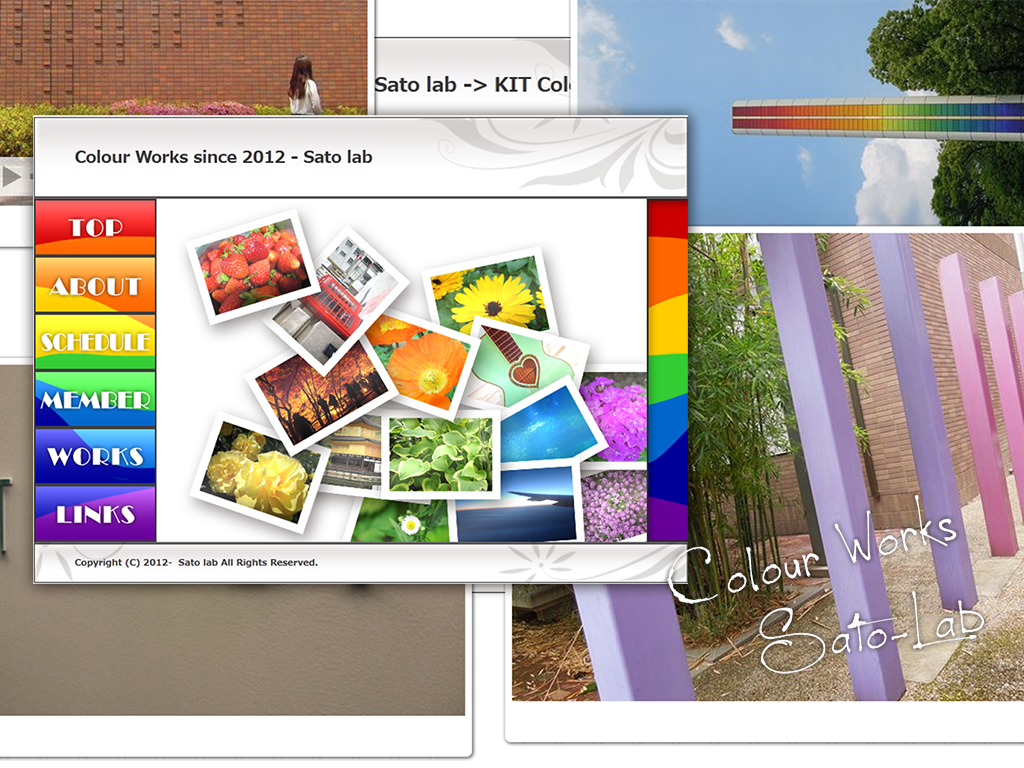 Sato lab -> KIT Col
Colour Works since 2012 - Sato lab
TOP
ABOUT
SCHEDULE
MEMBER
WORKS
LINKS
Copyright (C) 2012-  Sato lab All Rights Reserved.
Colour Works
Sato-Lab